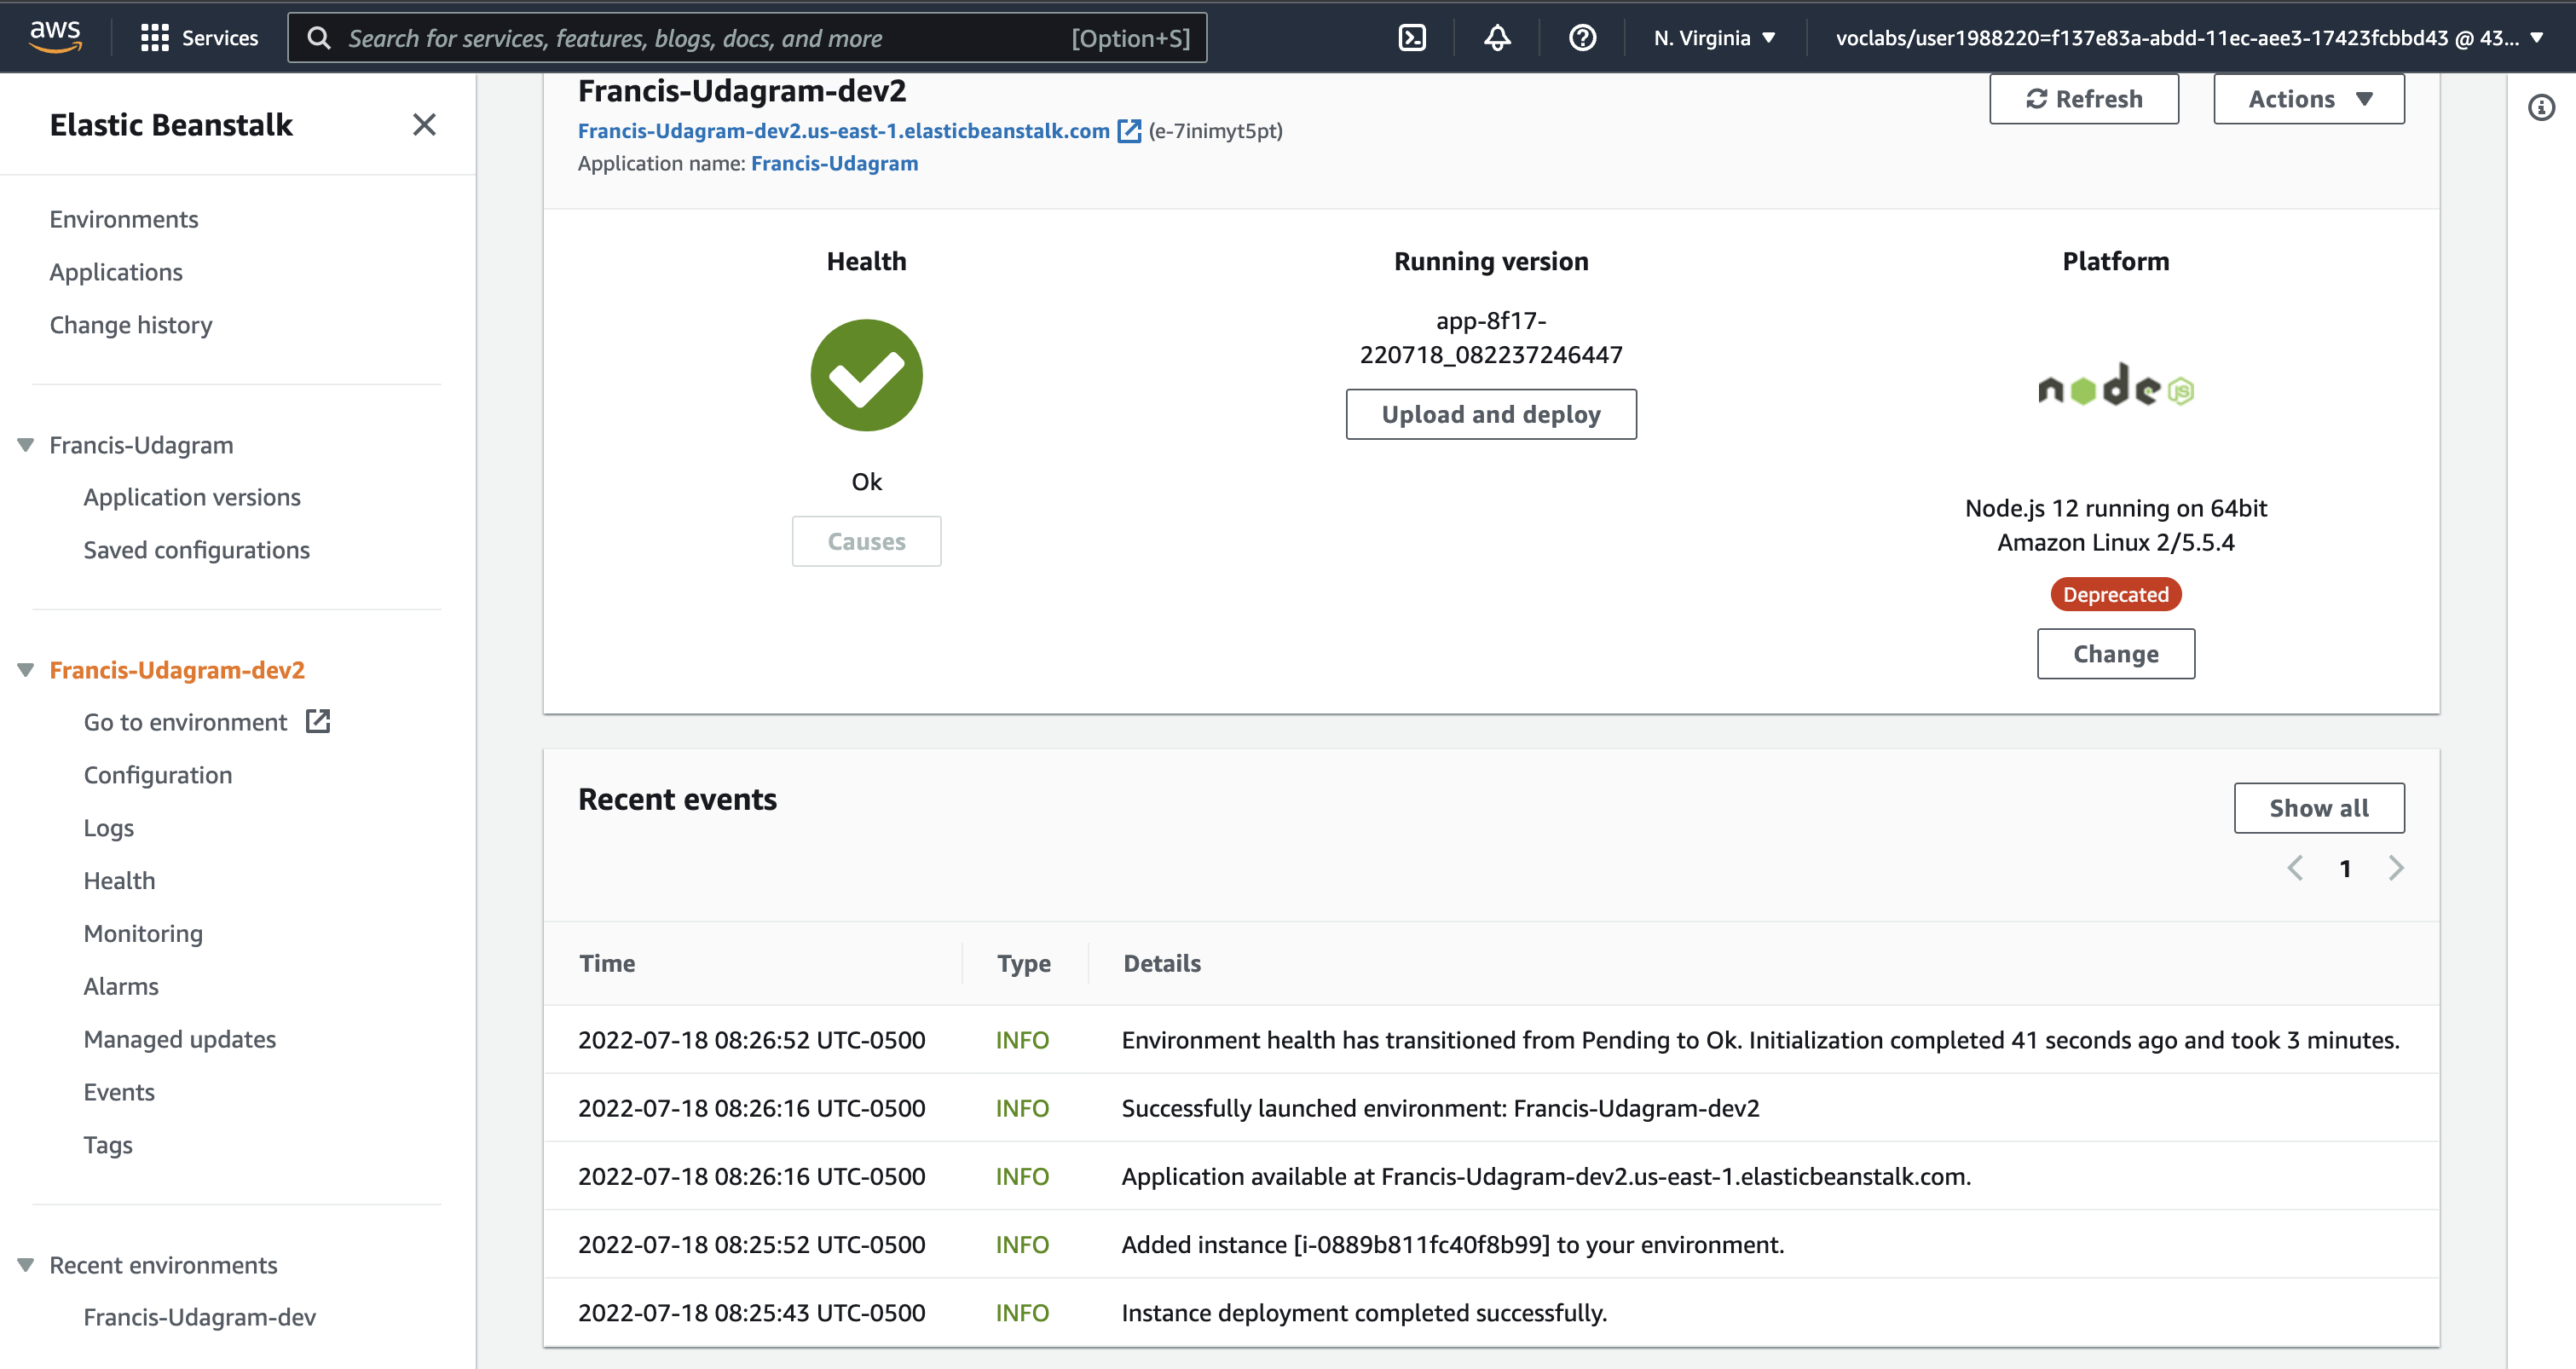 aws
Services
Search for services, features, blogs, docs, and more
[Option+S]
N. Virginia
voclabs/user1988220=f137e83a-abdd-11ec-aee3-17423fcbbd43 @ 43...
Elastic Beanstalk
Environments
Applications
Change history
Francis-Udagram
Application versions
Saved configurations
Francis-Udagram-dev2
Go to environment
Configuration
Logs
Health
Monitoring
Alarms
Managed updates
Events
Tags
Recent environments
Francis-Udagram-dev
Francis-Udagram-dev2
Refresh
Actions
Francis-Udagram-dev2.us-east-1.elasticbeanstalk.com (e-7inimyt5pt)
Application name: Francis-Udagram
Health
Ok
Causes
Running version
app-8f17-
220718_082237246447
Upload and deploy
Platform
node JS
Node.js 12 running on 64bit
Amazon Linux 2/5.5.4
Deprecated
Change
Recent events
Show all
1
Time Type Details
2022-07-18 08:26:52 UTC-0500 INFO Environment health has transitioned from Pending to Ok. Initialization completed 41 seconds ago and took 3 minutes.
2022-07-18 08:26:16 UTC-0500 INFO Successfully launched environment: Francis-Udagram-dev2
2022-07-18 08:26:16 UTC-0500 INFO Application available at Francis-Udagram-dev2.us-east-1.elasticbeanstalk.com.
2022-07-18 08:25:52 UTC-0500 INFO Added instance [i-0889b811fc40f8b99] to your environment.
2022-07-18 08:25:43 UTC-0500 INFO Instance deployment completed successfully.